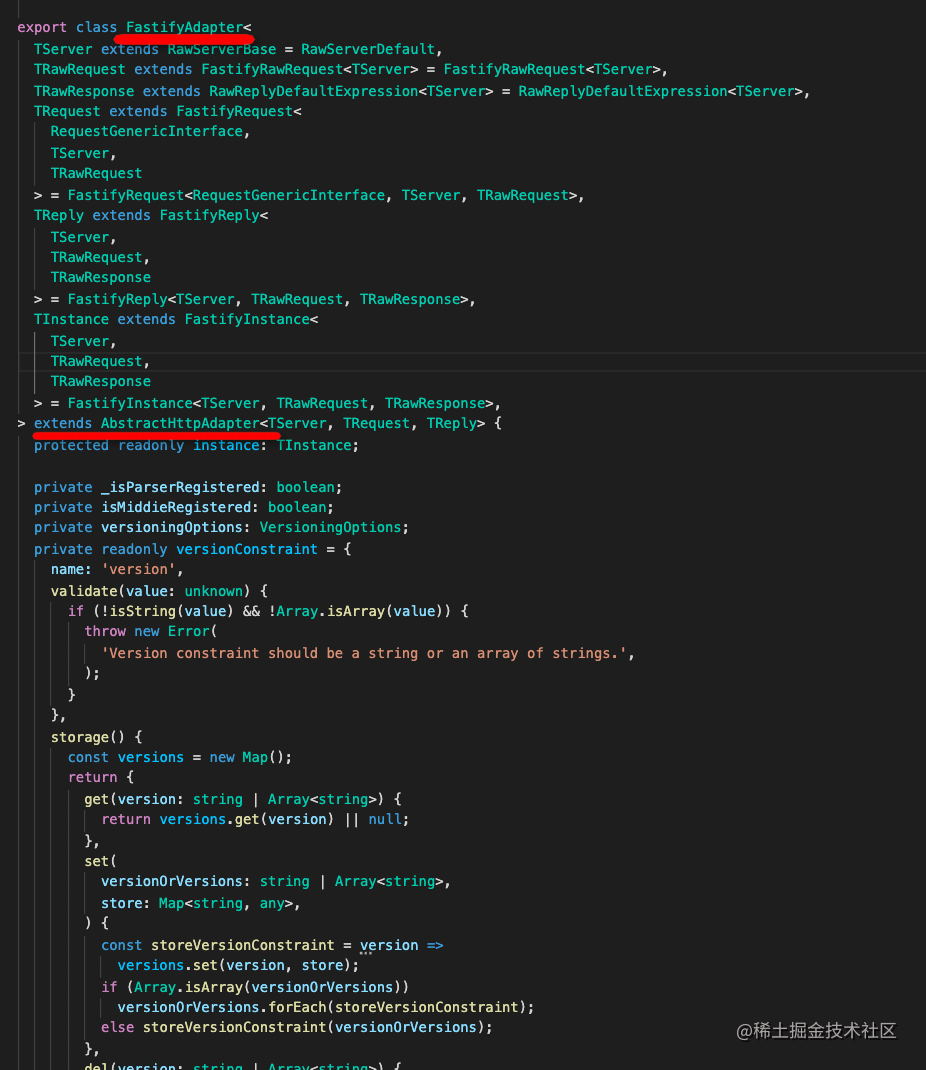 export class FastifyAdapter<
TServer extends RawServerBase = RawServerDefault,
TRawRequest extends FastifyRawRequest<TServer> = FastifyRawRequest<TServer>,
TRawResponse extends RawReplyDefaultExpression<TServer> = RawReplyDefaultExpression<TServer>,
TRequest extends FastifyRequest<
RequestGenericInterface,
TServer,
TRawRequest
> = FastifyRequest<RequestGenericInterface, TServer, TRawRequest>,
TReply extends FastifyReply<
TServer,
TRawRequest,
TRawResponse
> = FastifyReply<TServer, TRawRequest, TRawResponse>,
TInstance extends FastifyInstance<
TServer,
TRawRequest,
TRawResponse
> = FastifyInstance<TServer, TRawRequest, TRawResponse>,
> extends AbstractHttpAdapter<TServer, TRequest, TReply> {
protected readonly instance: TInstance;
private _isParserRegistered: boolean;
private isMiddieRegistered: boolean;
private versioningOptions: VersioningOptions;
private readonly versionConstraint = {
name: 'version',
validate(value: unknown) {
if (!isString(value) && !Array.isArray(value)) {
throw new Error(
'Version constraint should be a string or an array of strings.',
);
}
},
storage() {
const versions = new Map();
return {
get(version: string | Array<string>) {
return versions.get(version) || null;
},
set(
versionOrVersions: string | Array<string>,
store: Map<string, any>,
) {
const storeVersionConstraint = version =>
versions.set(version, store);
if (Array.isArray(versionOrVersions))
versionOrVersions.forEach(storeVersionConstraint);
else storeVersionConstraint(versionOrVersions);
},
del(version: string | Array<string>) {
@稀土掘金技术社区